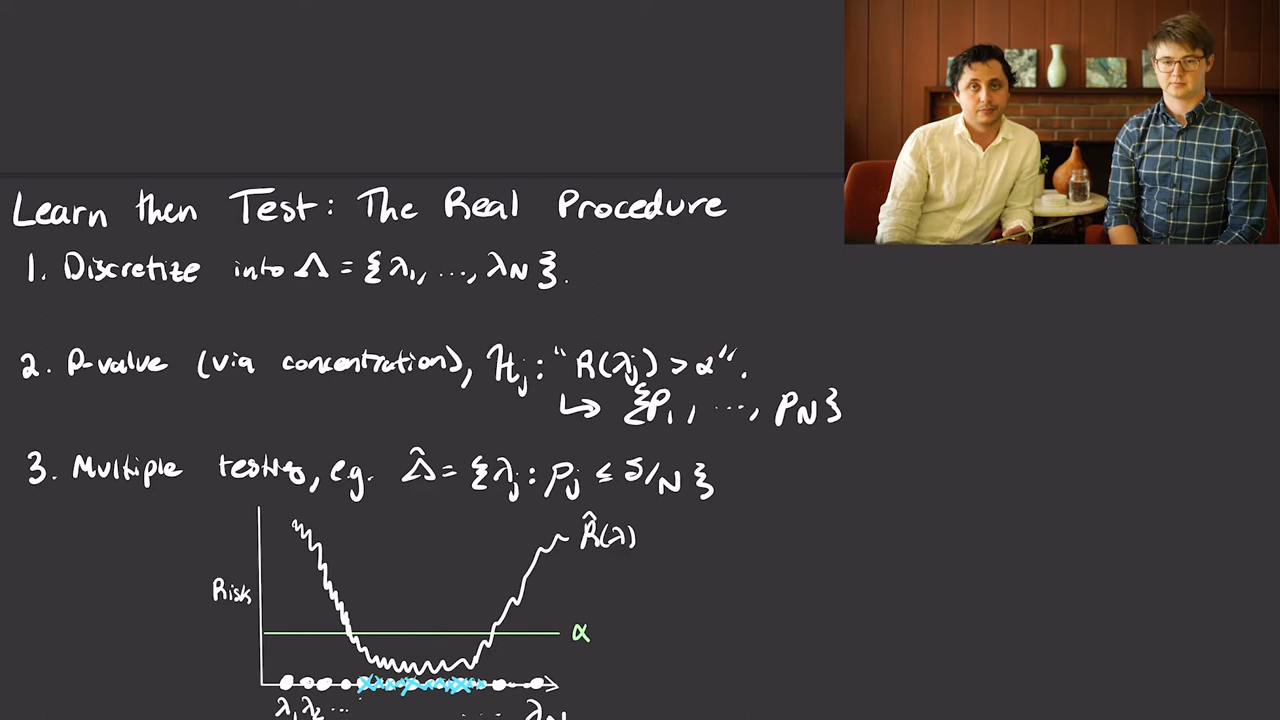 Learn then Test: The Real Procedure
1. Discretize into Λ = {λ₁, ..., λN}.
2. P-value (via concentration), Hj: "R(λj) > α".
↳ {P₁, ..., PN}
3. Multiple testing, e.g. Λ̂ = {λj : pj ≤ δ/N}
R̂(λ)
Risk
α
λ₁ λ₂ ... .... λN